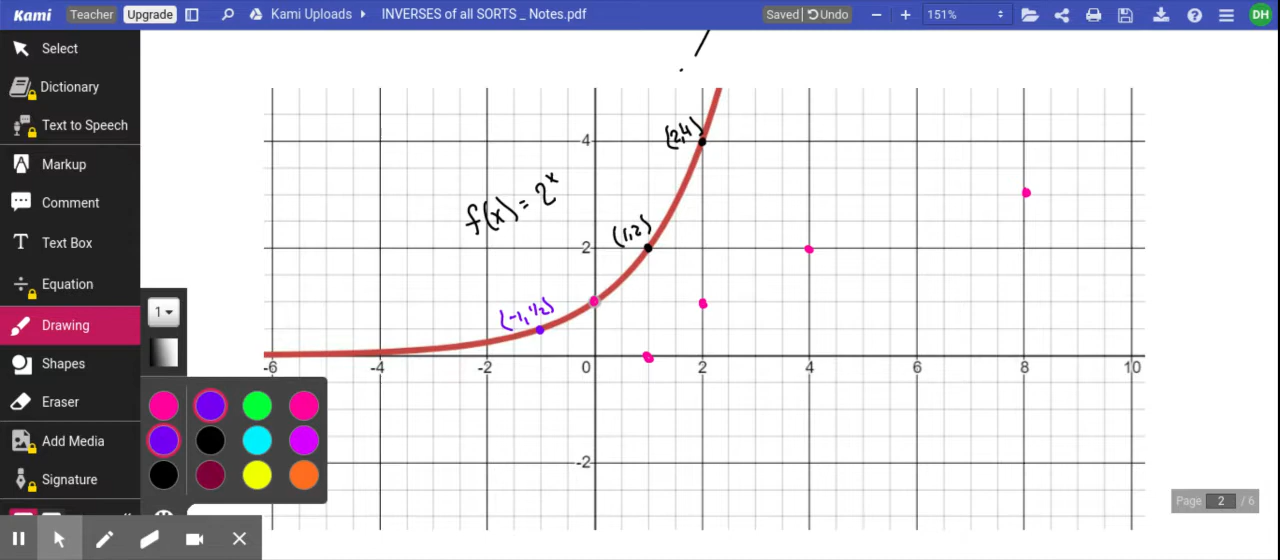 Kami Teacher Upgrade Kami Uploads INVERSES of all SORTS _ Notes.pdf Saved Undo 151% DH
Select
Dictionary
Text to Speech
Markup
Comment
Text Box
Equation
Drawing
Shapes
Eraser
Add Media
Signature
1
4
2
-2
-6 -4 -2 0 2 4 6 8 10
f(x) = 2^x
(2,4)
(1,2)
(-1, 1/2)
Page 2 / 6